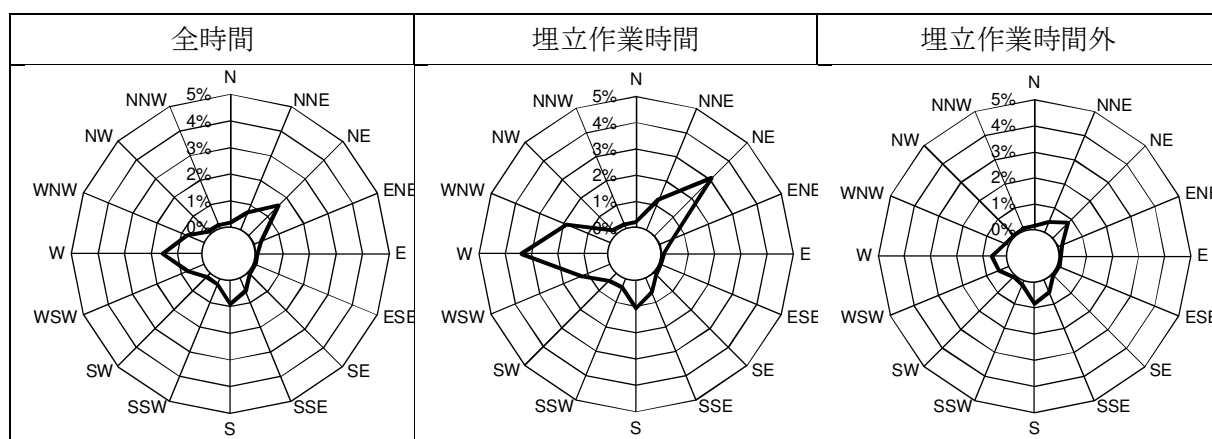 全時間
埋立作業時間
埋立作業時間外
N
NNE
NE
ENE
E
ESE
SE
SSE
S
SSW
SW
WSW
W
WNW
NW
NNW
5%
4%
3%
2%
1%
0%
N
NNE
NE
ENE
E
ESE
SE
SSE
S
SSW
SW
WSW
W
WNW
NW
NNW
5%
4%
3%
2%
1%
0%
N
NNE
NE
ENE
E
ESE
SE
SSE
S
SSW
SW
WSW
W
WNW
NW
NNW
5%
4%
3%
2%
1%
0%